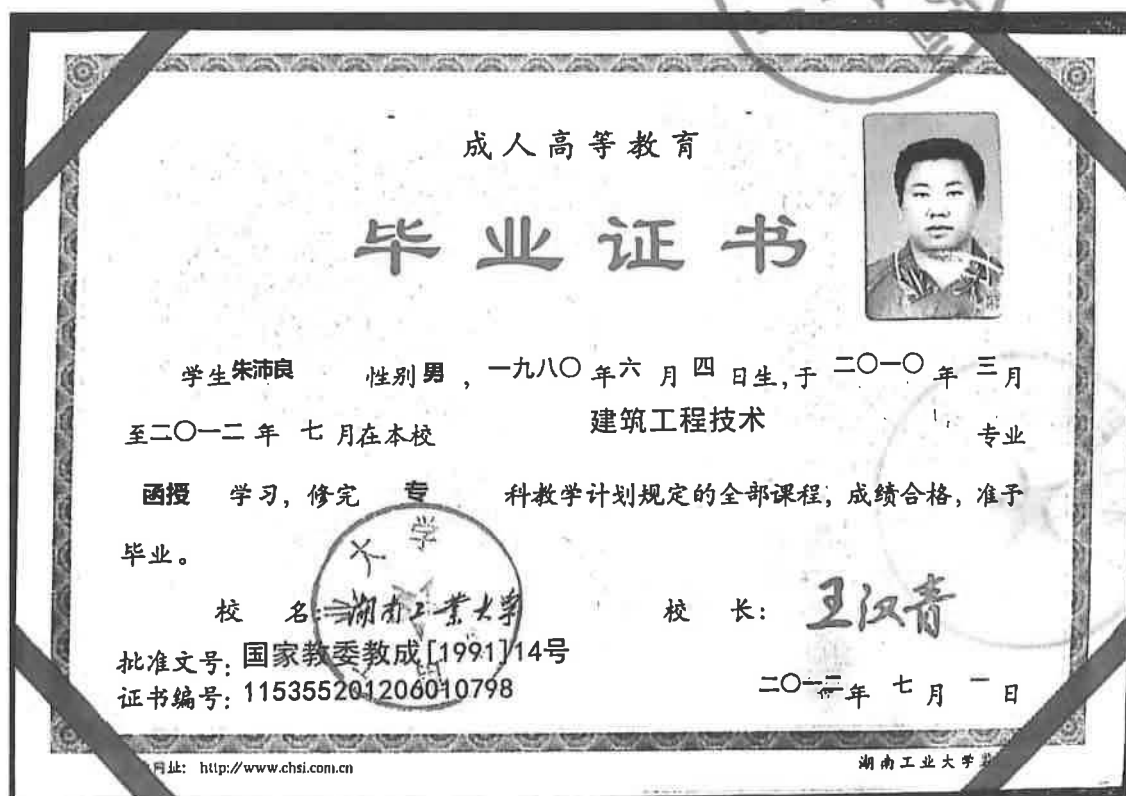 成人高等教育
毕业证书
学生朱沛良 性别男，一九八〇年六月四日生，于二〇一〇年三月
至二〇一二年七月在本校 建筑工程技术 专业
函授 学习，修完 专 科教学计划规定的全部课程，成绩合格，准予
毕业。
校 名：湖南工业大学 校 长：王汉青
批准文号：国家教委教成[1991]14号
证书编号：115355201206010798 二〇一二年七月一日
网址：http://www.chsi.com.cn 湖南工业大学